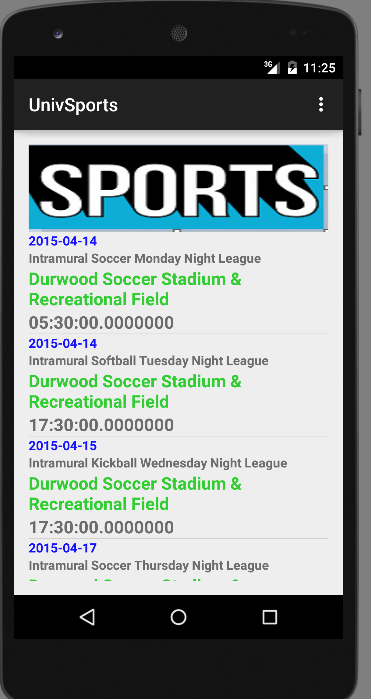 3G 11:25
UnivSports
SPORTS
2015-04-14
Intramural Soccer Monday Night League
Durwood Soccer Stadium &
Recreational Field
05:30:00.0000000
2015-04-14
Intramural Softball Tuesday Night League
Durwood Soccer Stadium &
Recreational Field
17:30:00.0000000
2015-04-15
Intramural Kickball Wednesday Night League
Durwood Soccer Stadium &
Recreational Field
17:30:00.0000000
2015-04-17
Intramural Soccer Thursday Night League